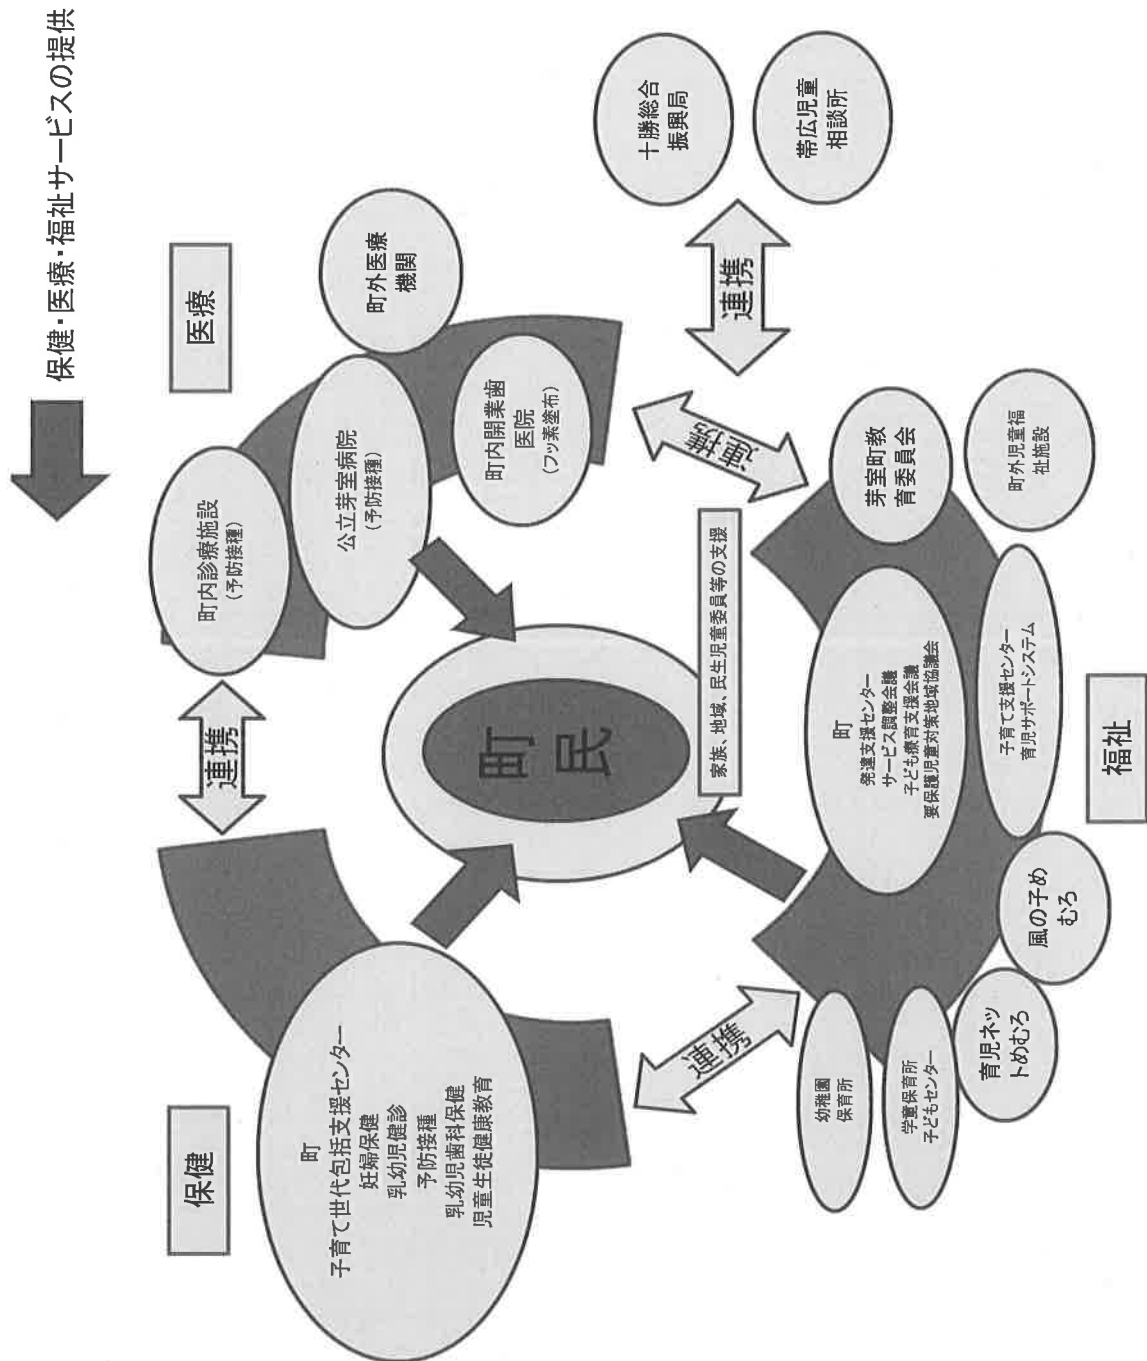 保健・医療・福祉サービスの提供
保健
町
子育て世代包括支援センター
妊婦保健
乳幼児健診
予防接種
乳幼児歯科保健
児童生徒健康教育
連携
医療
町内診療施設
(予防接種)
公立芽室病院
(予防接種)
町外医療
機関
町内開業歯
医院
(フッ素塗布)
町
民
家族、地域、民生児童委員等の支援
連携
連携
連携
十勝総合
振興局
帯広児童
相談所
幼稚園
保育所
学童保育所
子どもセンター
育児ネッ
トめむろ
風の子め
むろ
町
発達支援センター
サービス調整会議
子ども療育支援会議
要保護児童対策地域協議会
子育て支援センター
育児サポートシステム
芽室町教
育委員会
町外児童福
祉施設
福祉